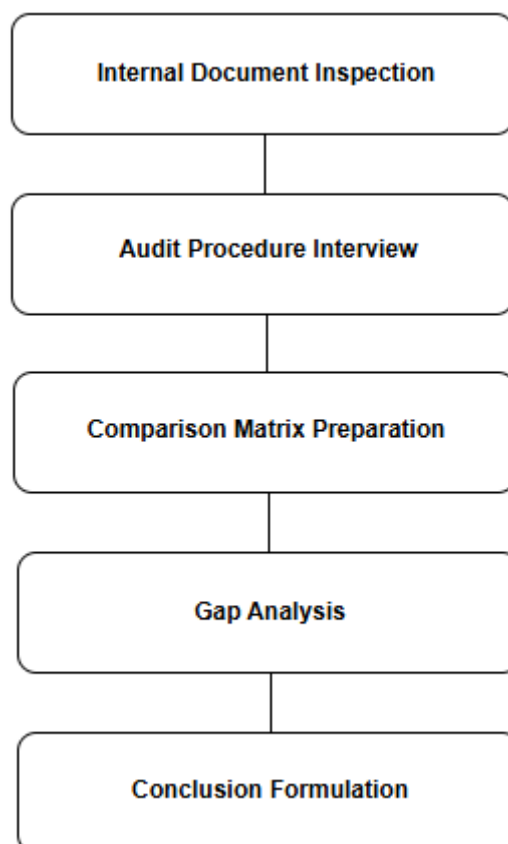 Internal Document Inspection
Audit Procedure Interview
Comparison Matrix Preparation
Gap Analysis
Conclusion Formulation